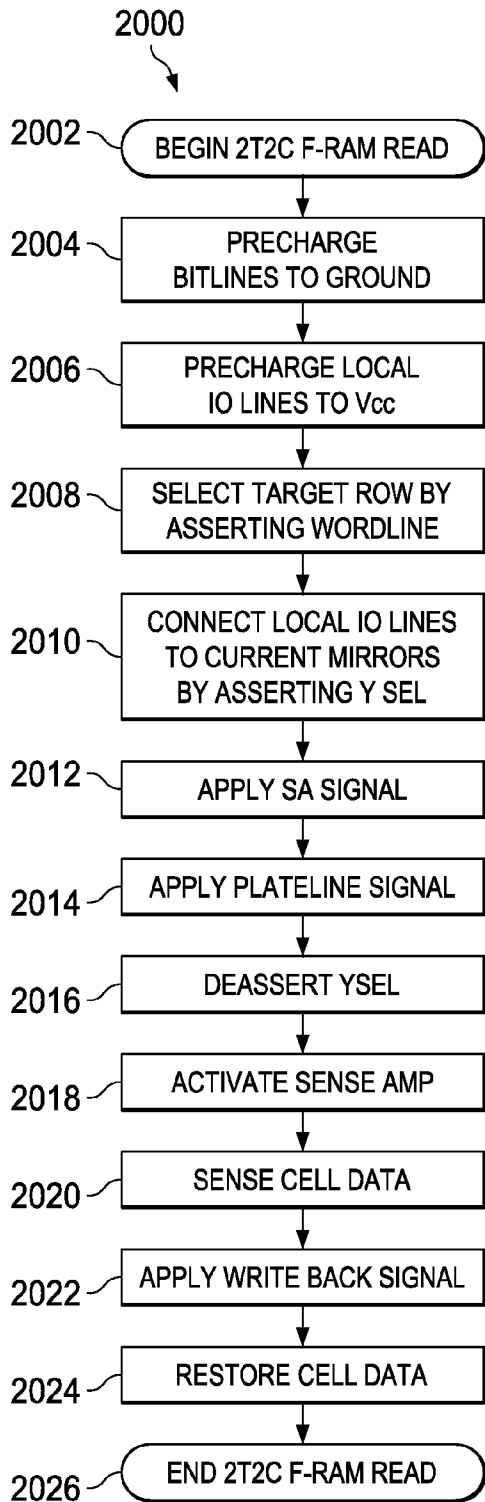 2000
2002
BEGIN 2T2C F-RAM READ
2004
PRECHARGE
BITLINES TO GROUND
2006
PRECHARGE LOCAL
IO LINES TO Vcc
2008
SELECT TARGET ROW BY
ASSERTING WORDLINE
2010
CONNECT LOCAL IO LINES
TO CURRENT MIRRORS
BY ASSERTING Y SEL
2012
APPLY SA SIGNAL
2014
APPLY PLATELINE SIGNAL
2016
DEASSERT YSEL
2018
ACTIVATE SENSE AMP
2020
SENSE CELL DATA
2022
APPLY WRITE BACK SIGNAL
2024
RESTORE CELL DATA
2026
END 2T2C F-RAM READ